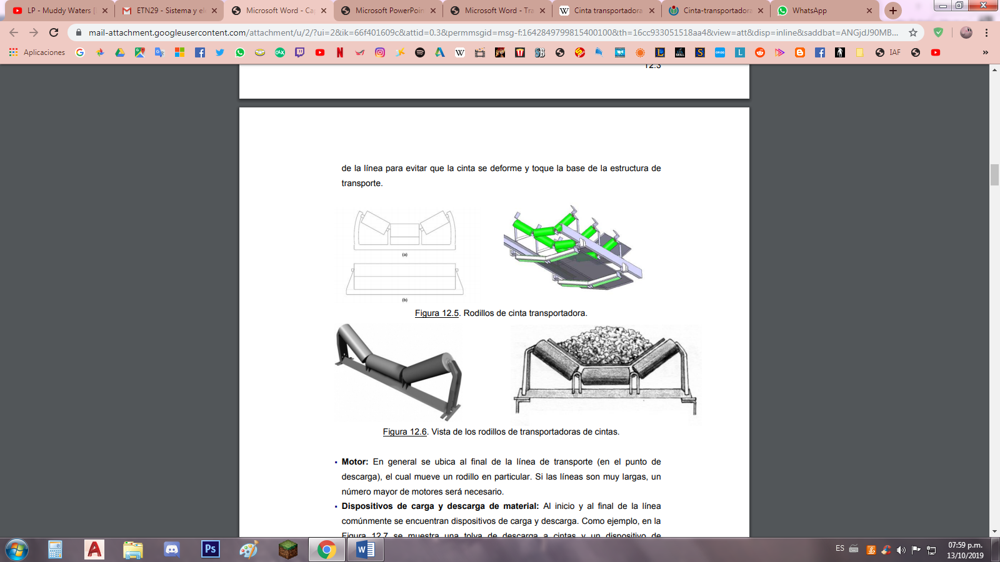 LP - Muddy Waters [
ETN29 - Sistema y el
Microsoft Word - Ca
Microsoft PowerPoin
Microsoft Word - Tra
Cinta transportadora
Cinta-transportadora
WhatsApp
mail-attachment.googleusercontent.com/attachment/u/2/?ui=2&ik=66f401609c&attid=0.3&permmsgid=msg-f:1642849799815400100&th=16cc933051518aa4&view=att&disp=inline&saddbat=ANGjdJ90MB...
Aplicaciones
IAF
»
12.3
de la línea para evitar que la cinta se deforme y toque la base de la estructura de
transporte.
(a)
(b)
Figura 12.5. Rodillos de cinta transportadora.
Figura 12.6. Vista de los rodillos de transportadoras de cintas.
▪ Motor: En general se ubica al final de la línea de transporte (en el punto de
descarga), el cual mueve un rodillo en particular. Si las líneas son muy largas, un
número mayor de motores será necesario.
▪ Dispositivos de carga y descarga de material: Al inicio y al final de la línea
comúnmente se encuentran dispositivos de carga y descarga. Como ejemplo, en la
Figura 12.7 se muestra una tolva de descarga a cintas y un dispositivo de
ES
07:59 p.m.
13/10/2019